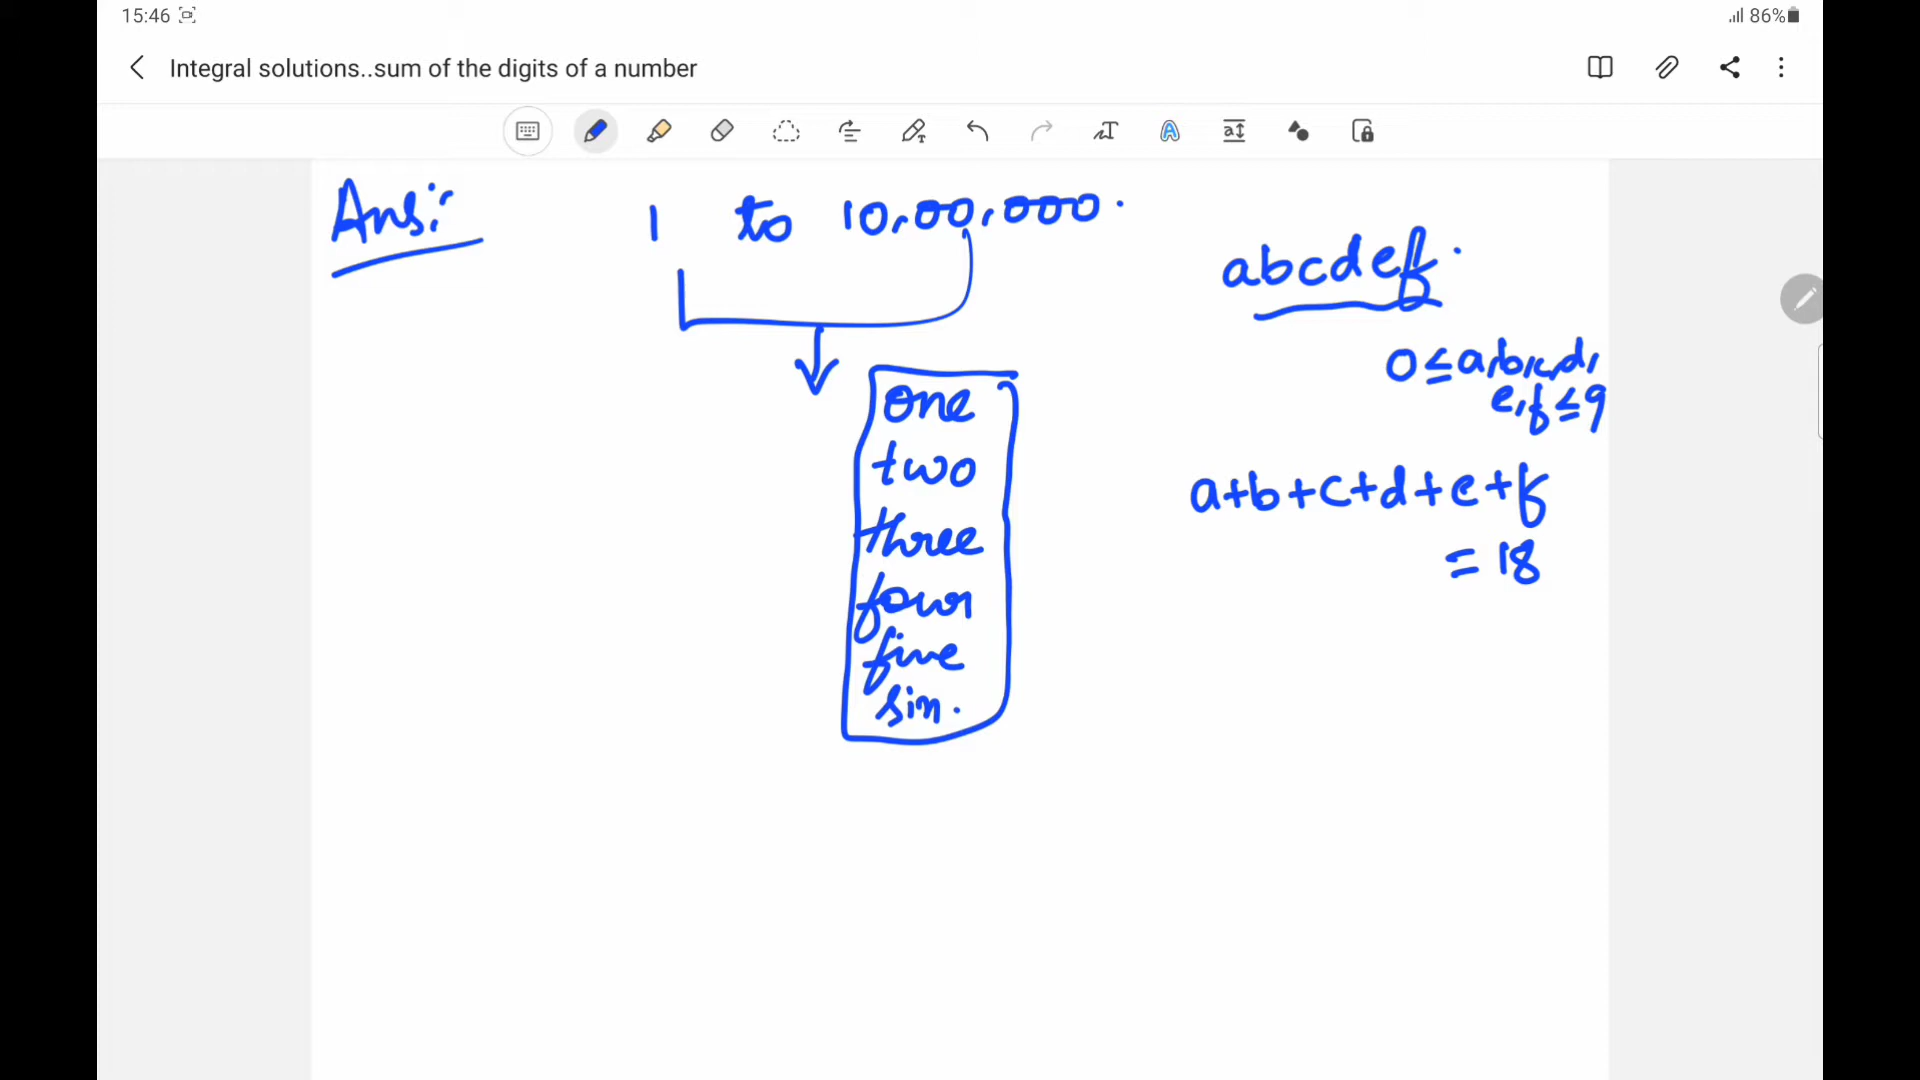 15:46
86%
Integral solutions..sum of the digits of a number
Ans:
1 to 10,00,000.
abcdef.
0 ≤ a,b,c,d,
e,f ≤ 9
one
two
three
four
five
six.
a+b+c+d+e+f
= 18